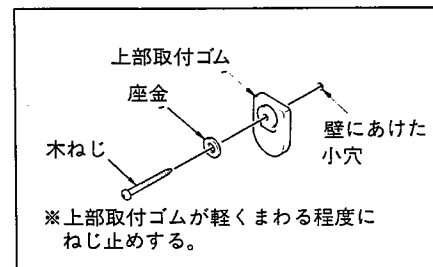 上部取付ゴム
座金
木ねじ
壁にあけた
小穴
※上部取付ゴムが軽くまわる程度に
ねじ止めする。